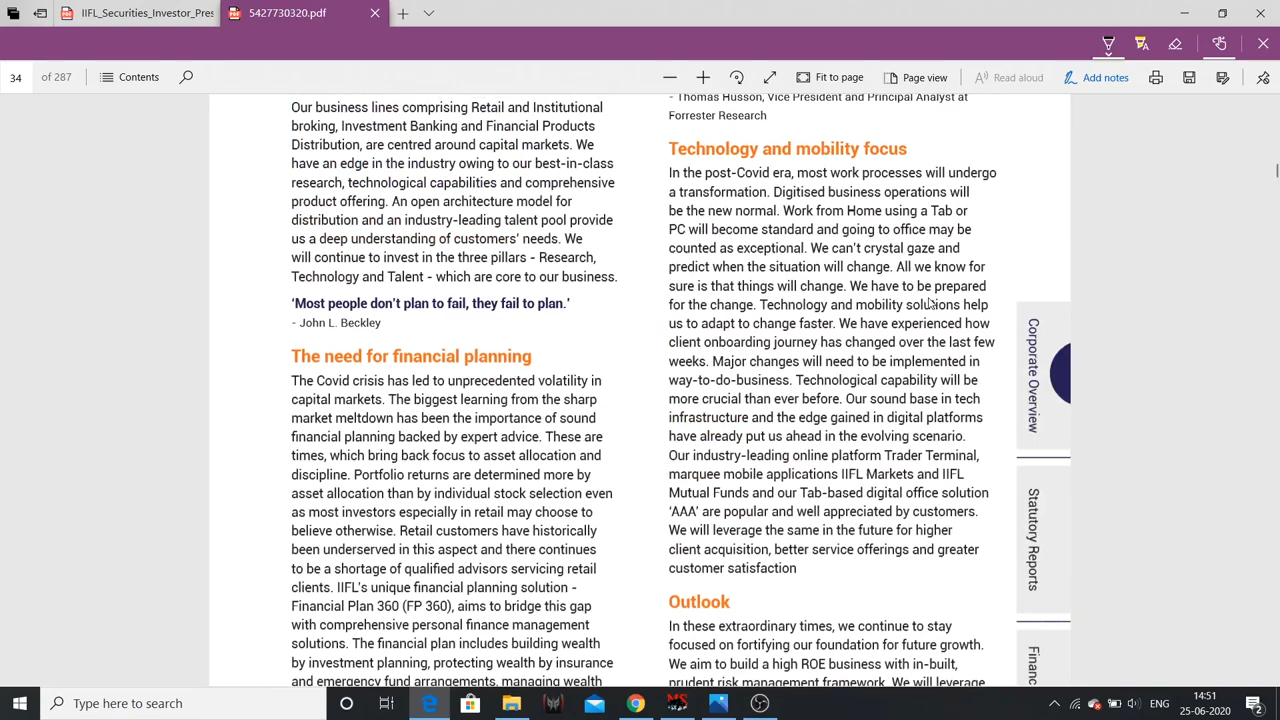 IIFL_Securities_Investor_Pres
5427730320.pdf
34 of 287
Contents
Fit to page
Page view
Read aloud
Add notes
Our business lines comprising Retail and Institutional
broking, Investment Banking and Financial Products
Distribution, are centred around capital markets. We
have an edge in the industry owing to our best-in-class
research, technological capabilities and comprehensive
product offering. An open architecture model for
distribution and an industry-leading talent pool provide
us a deep understanding of customers' needs. We
will continue to invest in the three pillars - Research,
Technology and Talent - which are core to our business.
‘Most people don’t plan to fail, they fail to plan.’
- John L. Beckley
The need for financial planning
The Covid crisis has led to unprecedented volatility in
capital markets. The biggest learning from the sharp
market meltdown has been the importance of sound
financial planning backed by expert advice. These are
times, which bring back focus to asset allocation and
discipline. Portfolio returns are determined more by
asset allocation than by individual stock selection even
as most investors especially in retail may choose to
believe otherwise. Retail customers have historically
been underserved in this aspect and there continues
to be a shortage of qualified advisors servicing retail
clients. IIFL's unique financial planning solution -
Financial Plan 360 (FP 360), aims to bridge this gap
with comprehensive personal finance management
solutions. The financial plan includes building wealth
by investment planning, protecting wealth by insurance
and emergency fund arrangements, managing wealth
- Thomas Husson, Vice President and Principal Analyst at
Forrester Research
Technology and mobility focus
In the post-Covid era, most work processes will undergo
a transformation. Digitised business operations will
be the new normal. Work from Home using a Tab or
PC will become standard and going to office may be
counted as exceptional. We can't crystal gaze and
predict when the situation will change. All we know for
sure is that things will change. We have to be prepared
for the change. Technology and mobility solutions help
us to adapt to change faster. We have experienced how
client onboarding journey has changed over the last few
weeks. Major changes will need to be implemented in
way-to-do-business. Technological capability will be
more crucial than ever before. Our sound base in tech
infrastructure and the edge gained in digital platforms
have already put us ahead in the evolving scenario.
Our industry-leading online platform Trader Terminal,
marquee mobile applications IIFL Markets and IIFL
Mutual Funds and our Tab-based digital office solution
‘AAA’ are popular and well appreciated by customers.
We will leverage the same in the future for higher
client acquisition, better service offerings and greater
customer satisfaction
Outlook
In these extraordinary times, we continue to stay
focused on fortifying our foundation for future growth.
We aim to build a high ROE business with in-built,
prudent risk management framework. We will leverage
Corporate Overview
Statutory Reports
Financ
Type here to search
14:51
25-06-2020
2